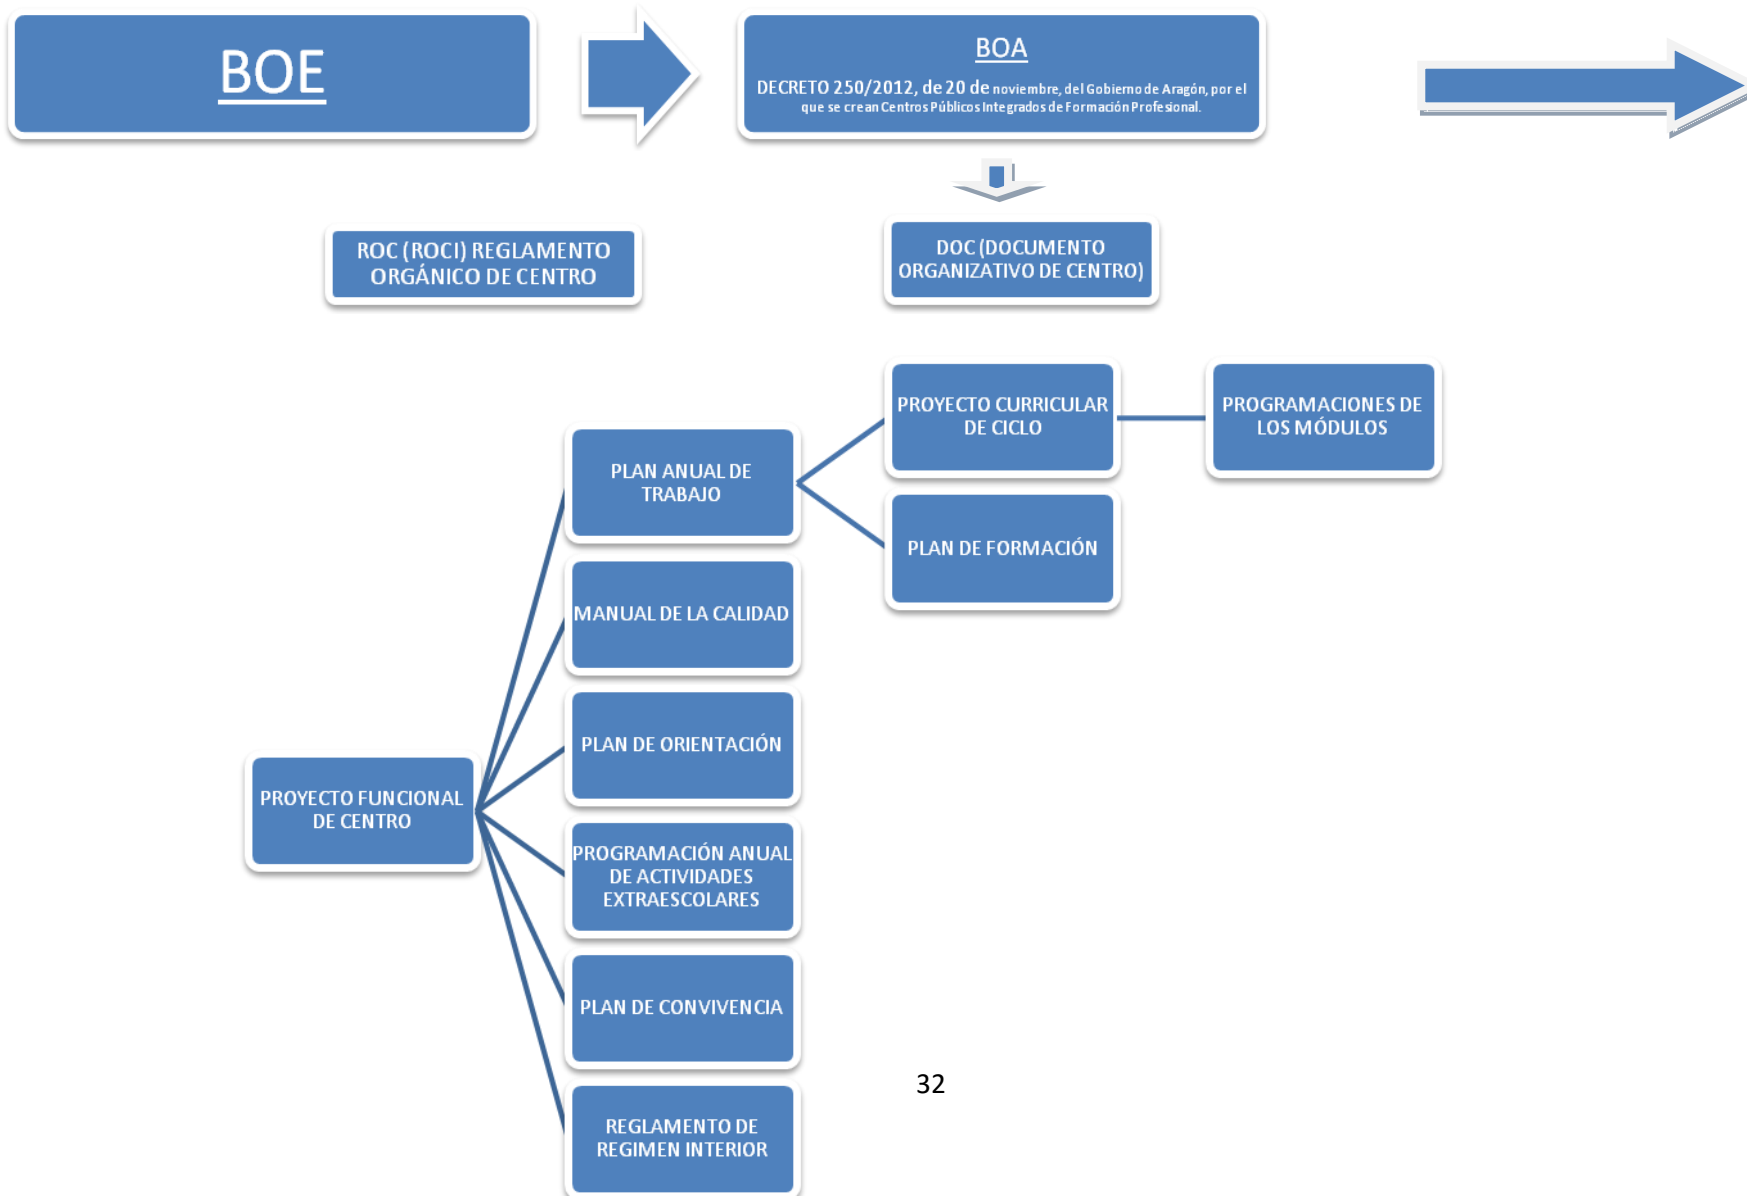 BOE
BOA
DECRETO 250/2012, de 20 de noviembre, del Gobierno de Aragón, por el
que se crean Centros Públicos Integrados de Formación Profesional.
ROC (ROCI) REGLAMENTO
ORGÁNICO DE CENTRO
DOC (DOCUMENTO
ORGANIZATIVO DE CENTRO)
PROYECTO CURRICULAR
DE CICLO
PROGRAMACIONES DE
LOS MÓDULOS
PLAN ANUAL DE
TRABAJO
PLAN DE FORMACIÓN
MANUAL DE LA CALIDAD
PLAN DE ORIENTACIÓN
PROYECTO FUNCIONAL
DE CENTRO
PROGRAMACIÓN ANUAL
DE ACTIVIDADES
EXTRAESCOLARES
PLAN DE CONVIVENCIA
32
REGLAMENTO DE
REGIMEN INTERIOR